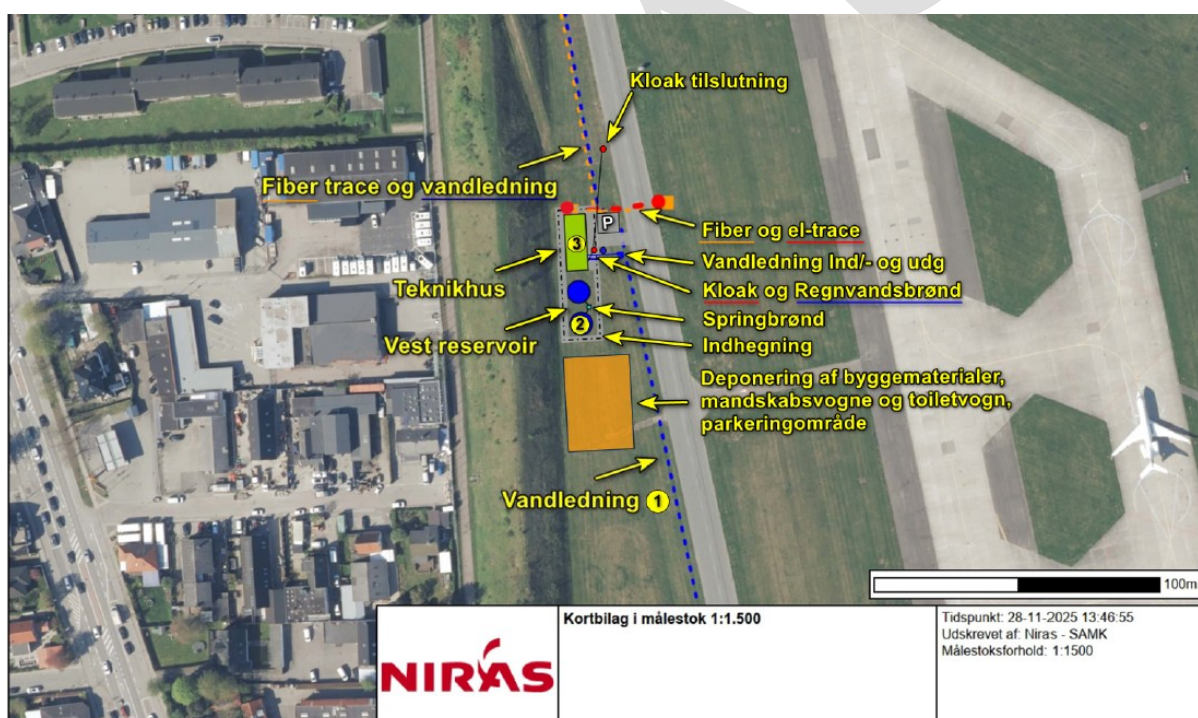 Kloak tilslutning
Fiber trace og vandledning
P
Fiber og el-trace
3
Vandledning Ind/- og udg
Teknikhus
Kloak og Regnvandsbrønd
Springbrønd
2
Vest reservoir
Indhegning
Deponering af byggematerialer,
mandskabsvogne og toiletvogn,
parkeringområde
Vandledning 1
100m
NIRAS
Kortbilag i målestok 1:1.500
Tidspunkt: 28-11-2025 13:46:55
Udskrevet af: Niras - SAMK
Målestoksforhold: 1:1500